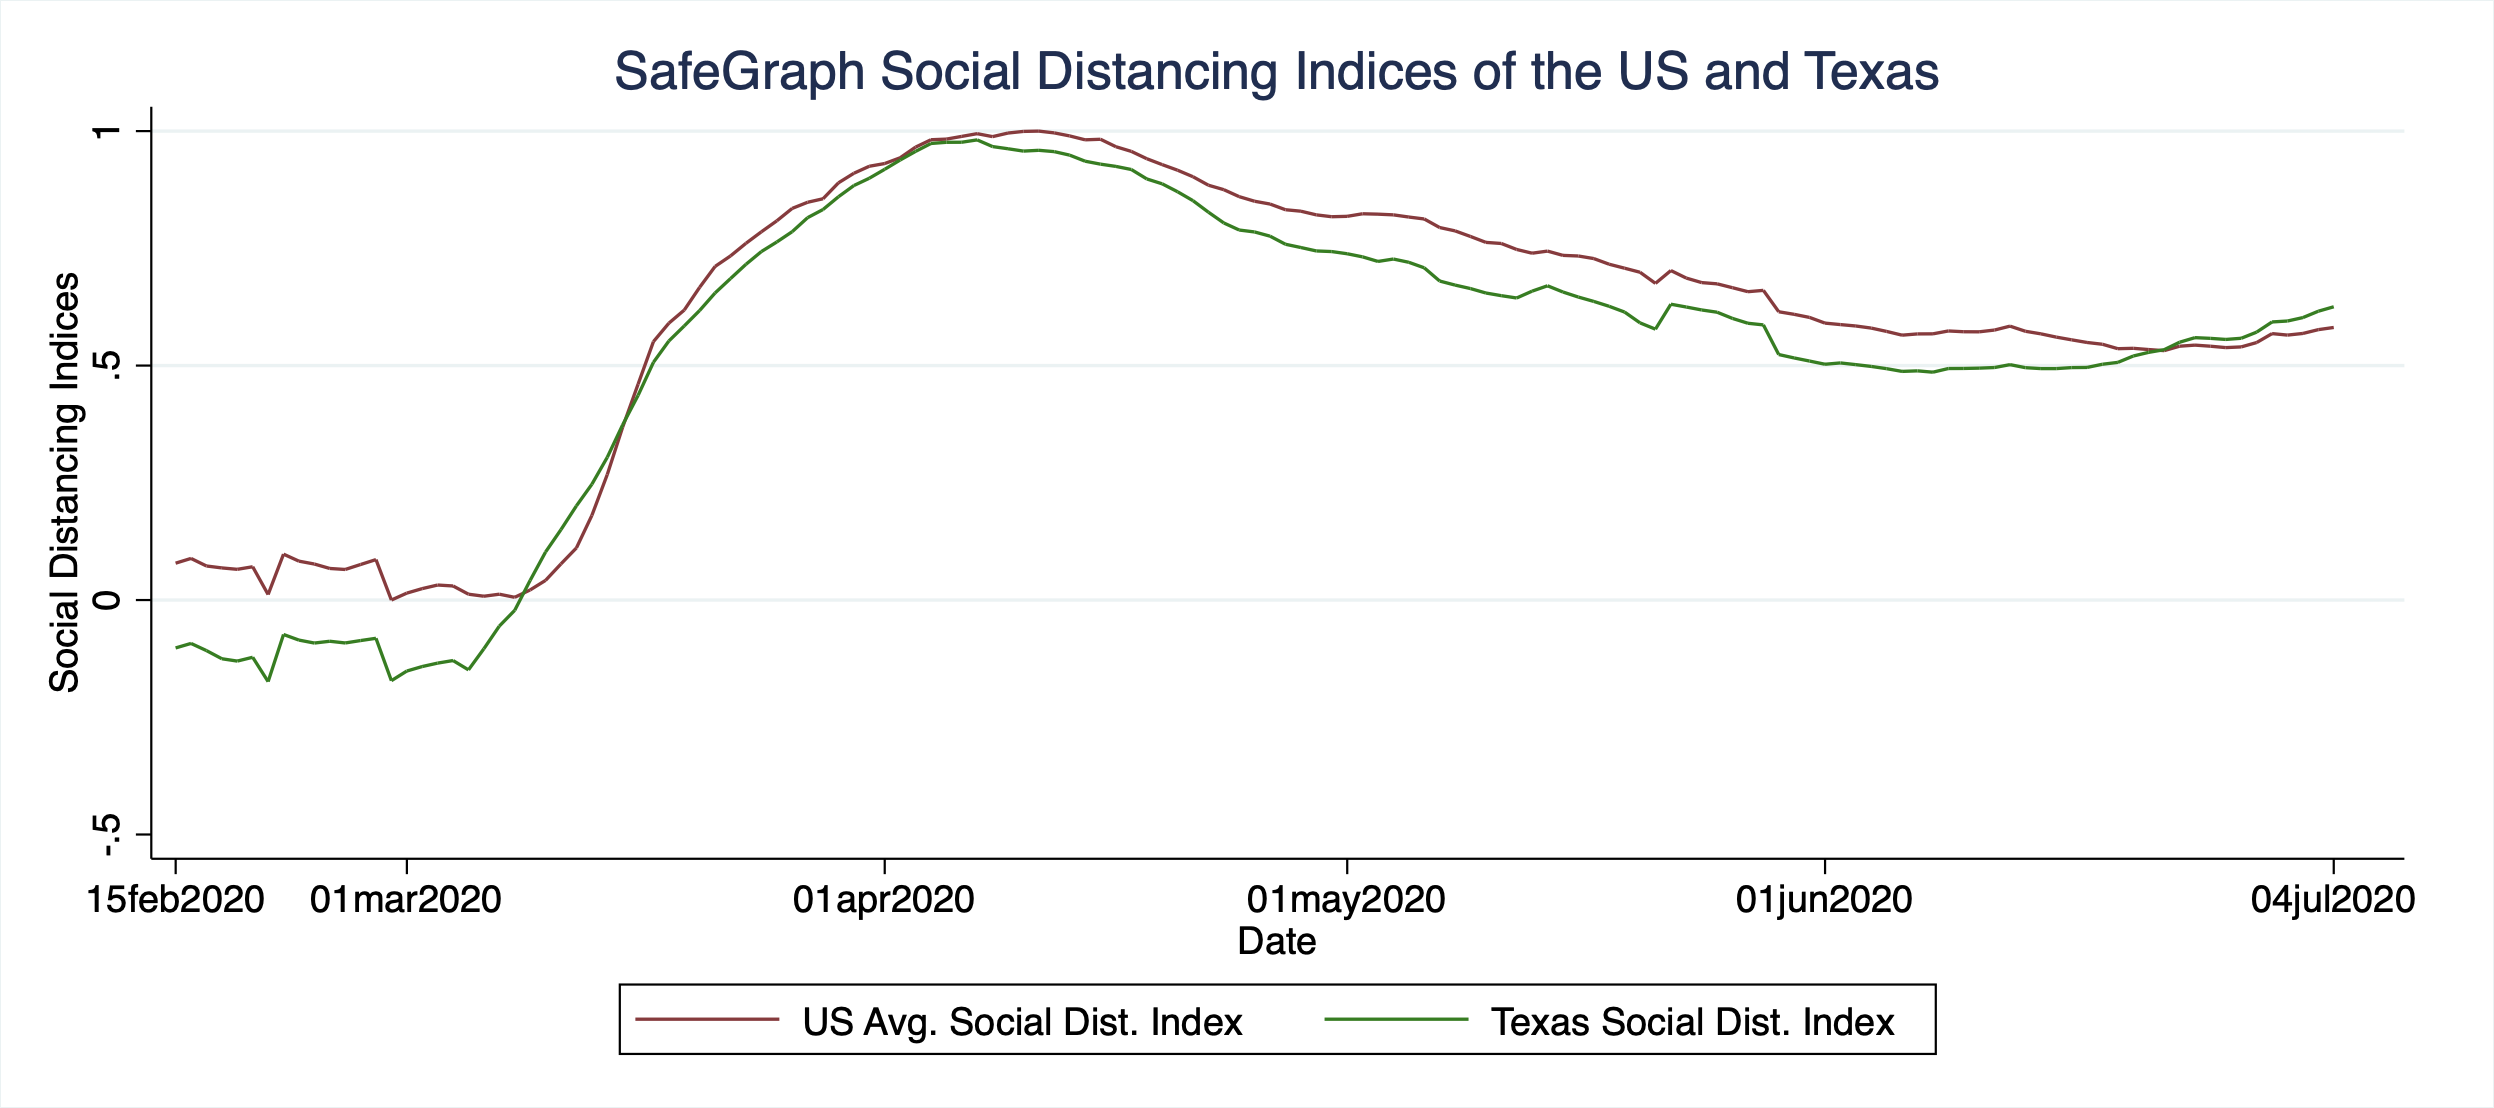 SafeGraph Social Distancing Indices of the US and Texas
Social Distancing Indices
1
.5
0
-.5
15feb2020 01mar2020 01apr2020 01may2020 01jun2020 04jul2020
Date
US Avg. Social Dist. Index Texas Social Dist. Index